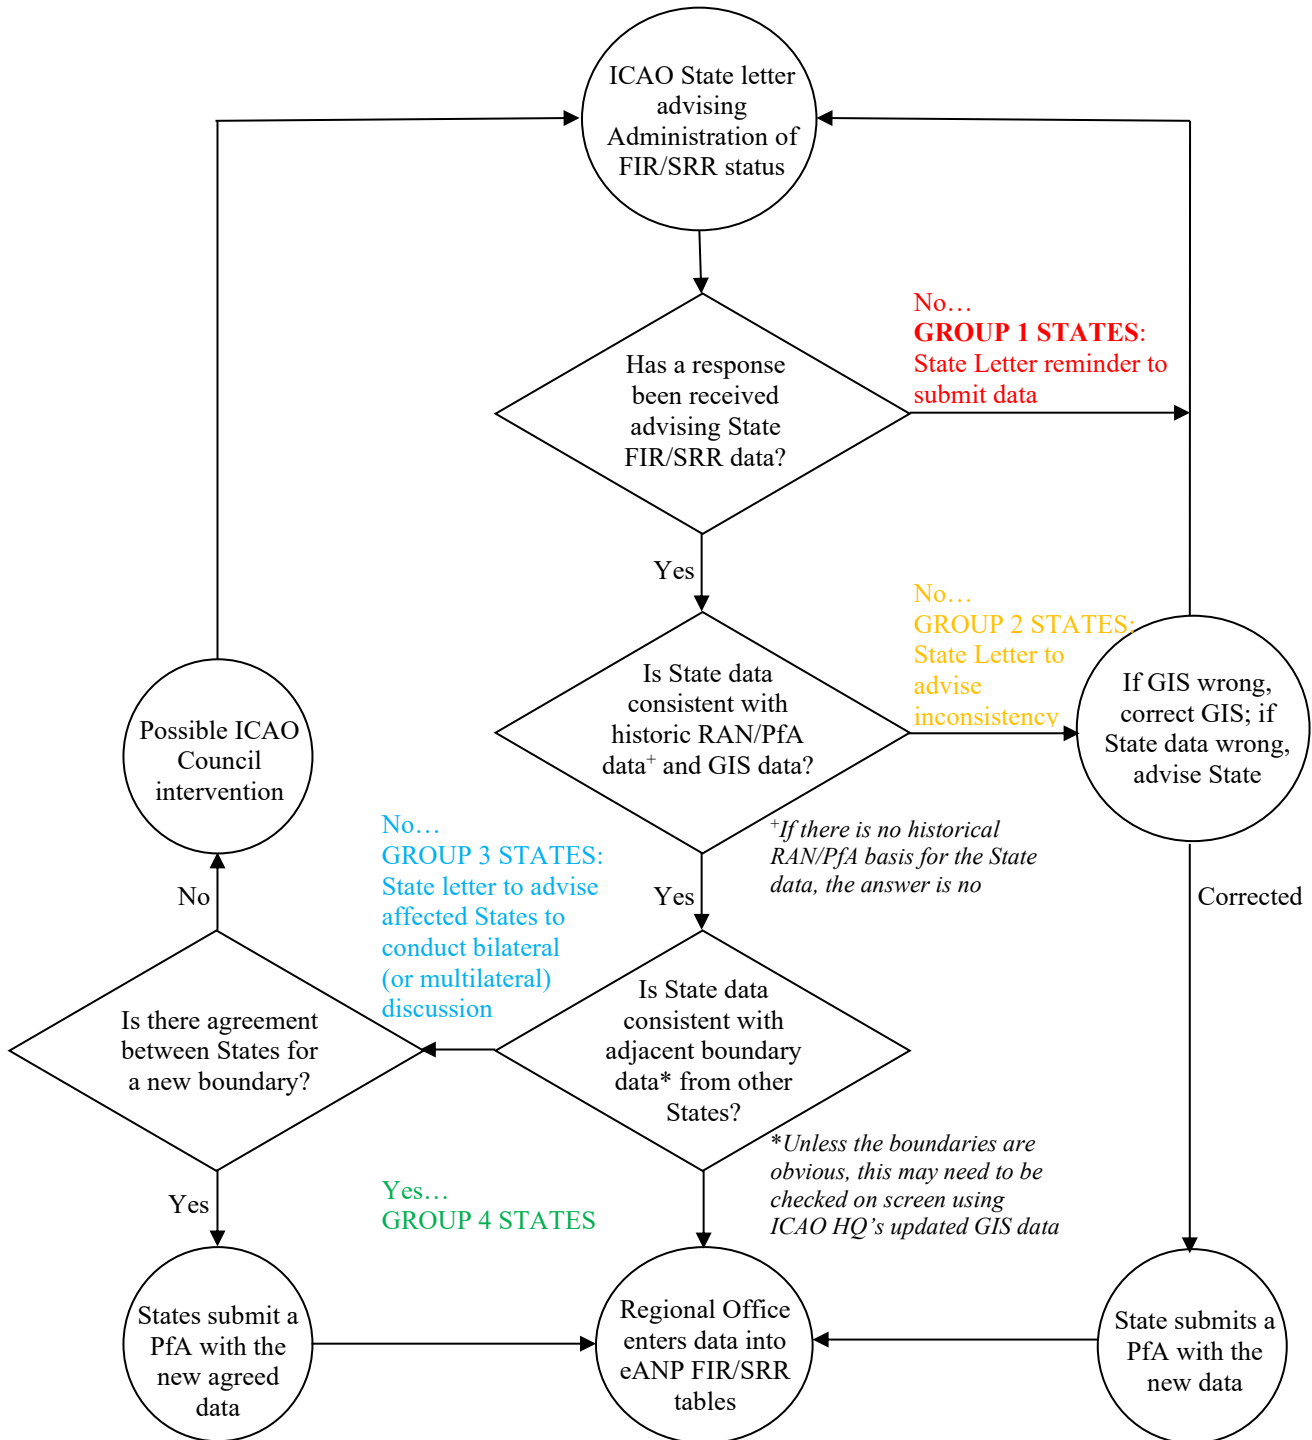 ICAO State letter
advising
Administration of
FIR/SRR status
No…
GROUP 1 STATES:
State Letter reminder to
submit data
Has a response
been received
advising State
FIR/SRR data?
Yes
No…
GROUP 2 STATES:
State Letter to
advise
inconsistency
Is State data
consistent with
historic RAN/PfA
data+ and GIS data?
If GIS wrong,
correct GIS; if
State data wrong,
advise State
Possible ICAO
Council
intervention
+If there is no historical
RAN/PfA basis for the State
data, the answer is no
No…
GROUP 3 STATES:
State letter to advise
affected States to
conduct bilateral
(or multilateral)
discussion
No
Yes
Corrected
Is there agreement
between States for
a new boundary?
Is State data
consistent with
adjacent boundary
data* from other
States?
*Unless the boundaries are
obvious, this may need to be
checked on screen using
ICAO HQ’s updated GIS data
Yes
Yes…
GROUP 4 STATES
States submit a
PfA with the
new agreed
data
Regional Office
enters data into
eANP FIR/SRR
tables
State submits a
PfA with the
new data